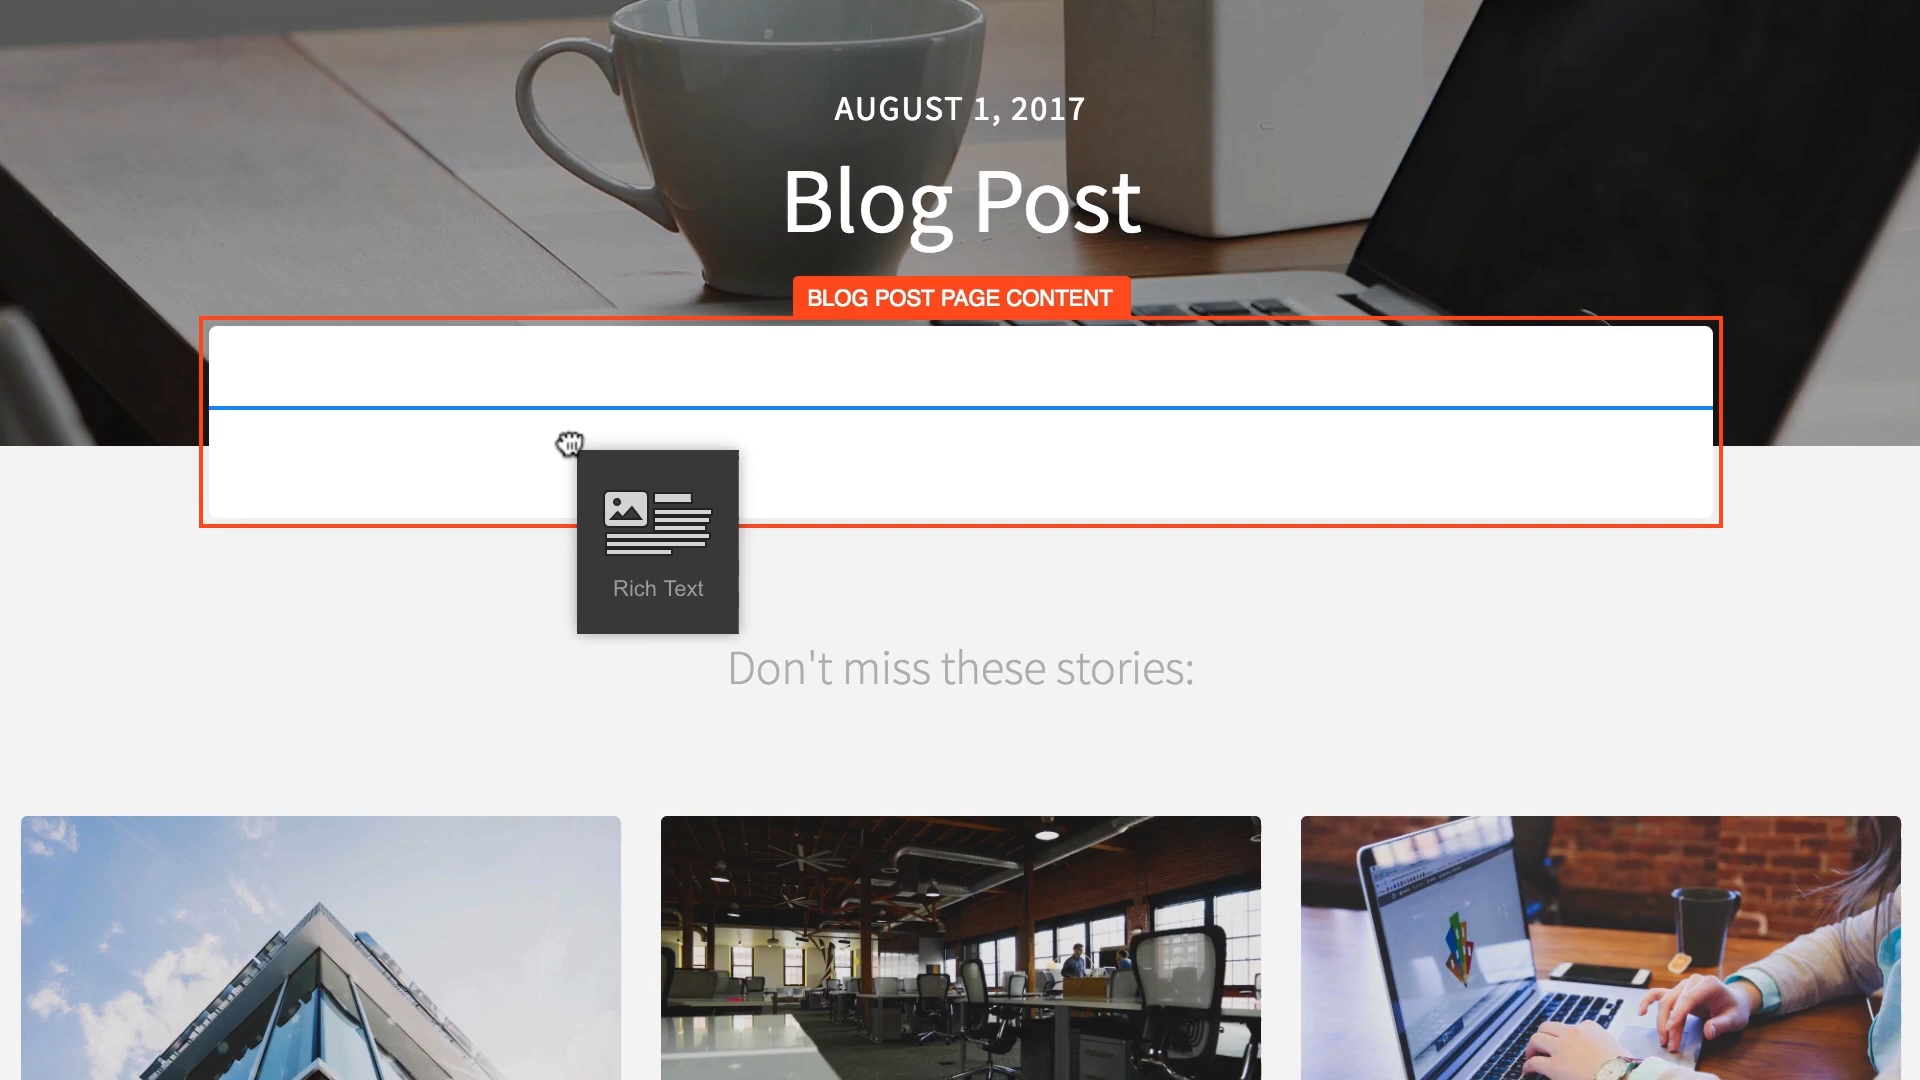 AUGUST 1, 2017
Blog Post
BLOG POST PAGE CONTENT
Rich Text
Don't miss these stories: